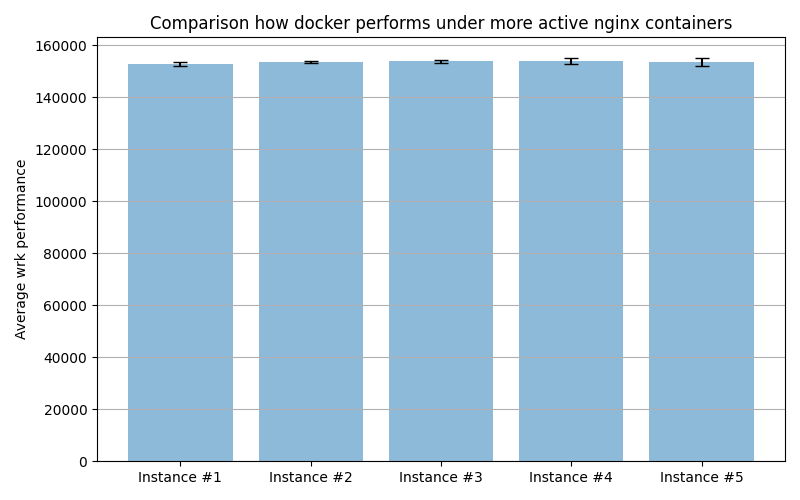 Comparison how docker performs under more active nginx containers
Average wrk performance
160000
140000
120000
100000
80000
60000
40000
20000
0
Instance #1
Instance #2
Instance #3
Instance #4
Instance #5